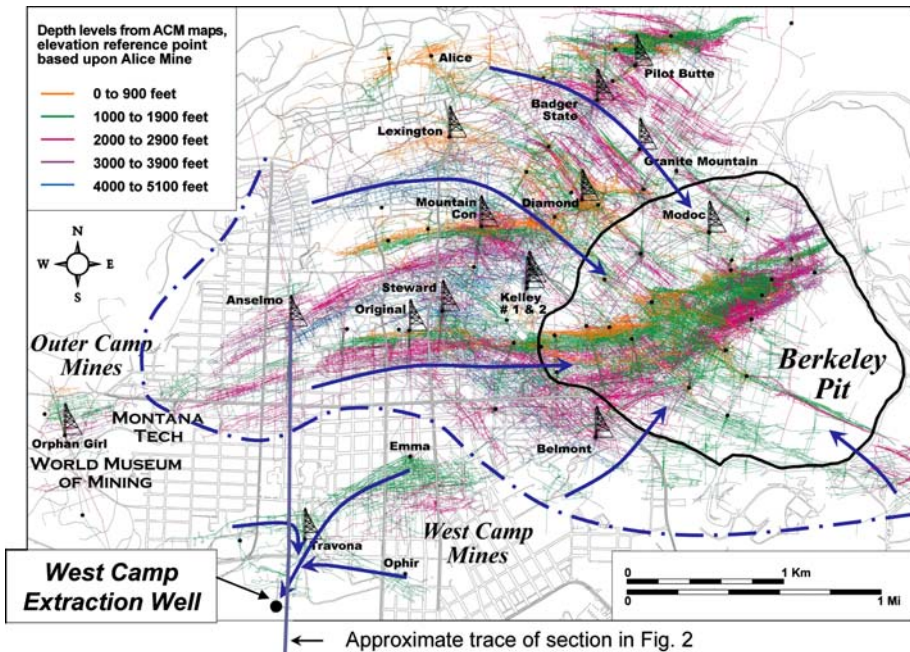 Depth levels from ACM maps,
elevation reference point
based upon Alice Mine
0 to 900 feet
1000 to 1900 feet
2000 to 2900 feet
3000 to 3900 feet
4000 to 5100 feet
Alice
Pilot Butte
Badger
State
Lexington
Granite Mountain
Diamond
Mountain
Con
Modoc
N
W E
S
Steward
Kelley
# 1 & 2
Anselmo
Original
Outer Camp
Mines
Berkeley
Pit
Orphan Girl
MONTANA
TECH
WORLD MUSEUM
OF MINING
Belmont
Emma
West Camp
Mines
Travona
Ophir
West Camp
Extraction Well
0 1 Km
0 1 Mi
Approximate trace of section in Fig. 2